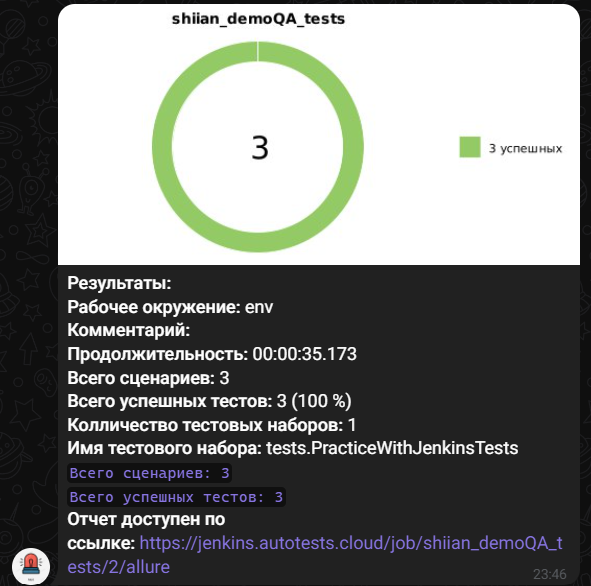 shiian_demoQA_tests
3
3 успешных
Результаты:
Рабочее окружение: env
Комментарий:
Продолжительность: 00:00:35.173
Всего сценариев: 3
Всего успешных тестов: 3 (100 %)
Колличество тестовых наборов: 1
Имя тестового набора: tests.PracticeWithJenkinsTests
Всего сценариев: 3
Всего успешных тестов: 3
Отчет доступен по
ссылке: https://jenkins.autotests.cloud/job/shiian_demoQA_t
ests/2/allure
23:46